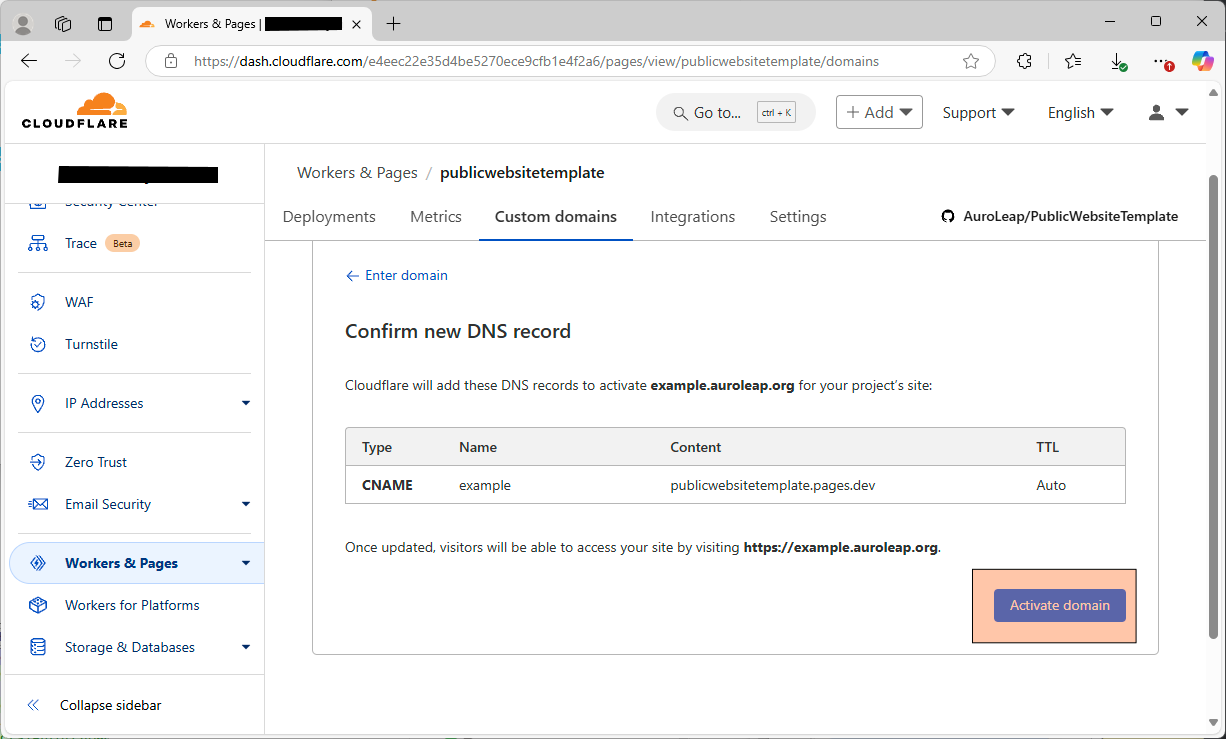 Workers & Pages |
https://dash.cloudflare.com/e4eec22e35d4be5270ece9cfb1e4f2a6/pages/view/publicwebsitetemplate/domains
CLOUDFLARE
Go to... ctrl + K
Add
Support
English
Workers & Pages / publicwebsitetemplate
Deployments
Metrics
Custom domains
Integrations
Settings
AuroLeap/PublicWebsiteTemplate
Security Center
Trace Beta
WAF
Turnstile
IP Addresses
Zero Trust
Email Security
Workers & Pages
Workers for Platforms
Storage & Databases
Collapse sidebar
Enter domain
Confirm new DNS record
Cloudflare will add these DNS records to activate example.auroleap.org for your project's site:
Type Name Content TTL
CNAME example publicwebsitetemplate.pages.dev Auto
Once updated, visitors will be able to access your site by visiting https://example.auroleap.org.
Activate domain